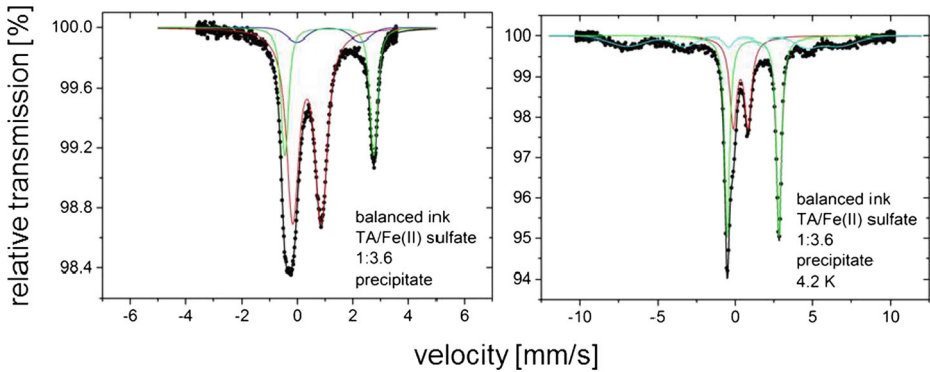 relative transmission [%]
100.0
99.6
99.2
98.8
98.4
-6 -4 -2 0 2 4 6
balanced ink
TA/Fe(II) sulfate
1:3.6
precipitate
100
99
98
97
96
95
94
-10 -5 0 5 10
balanced ink
TA/Fe(II) sulfate
1:3.6
precipitate
4.2 K
velocity [mm/s]